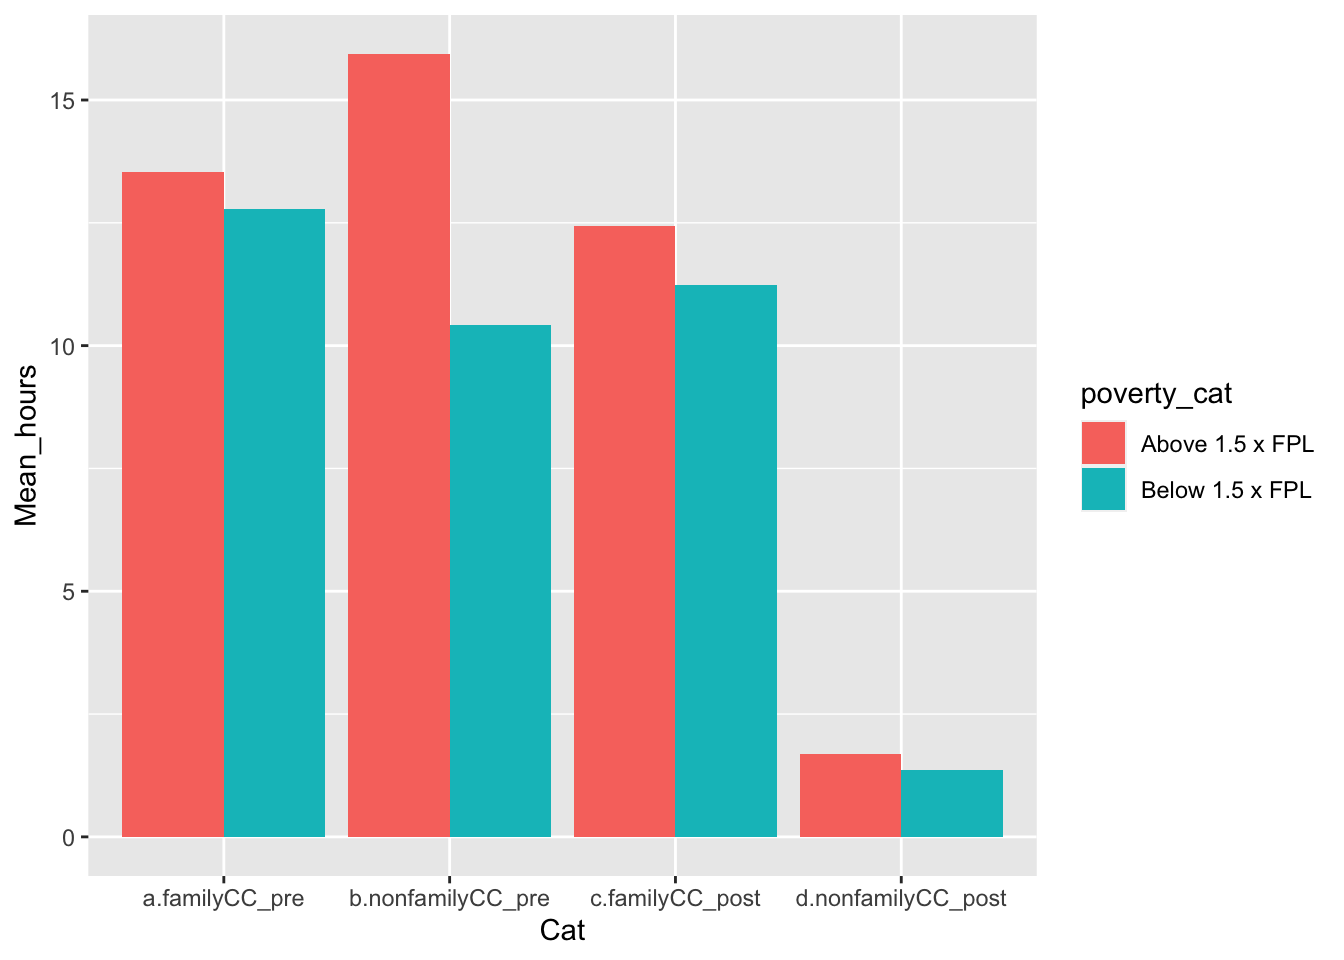 15
10
5
0
Mean_hours
a.familyCC_pre
b.nonfamilyCC_pre
c.familyCC_post
d.nonfamilyCC_post
Cat
poverty_cat
Above 1.5 x FPL
Below 1.5 x FPL